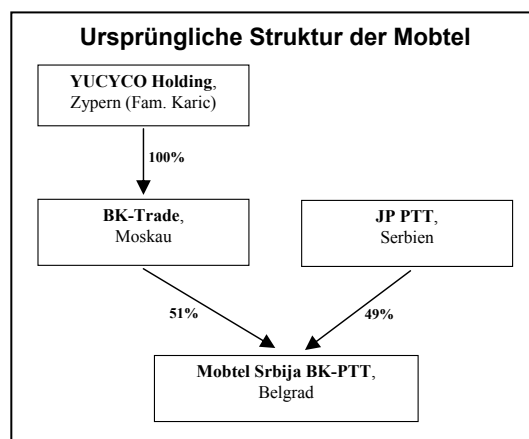 Ursprüngliche Struktur der Mobtel
YUCYCO Holding,
Zypern (Fam. Karic)
100%
BK-Trade,
Moskau
JP PTT,
Serbien
51%
49%
Mobtel Srbija BK-PTT,
Belgrad